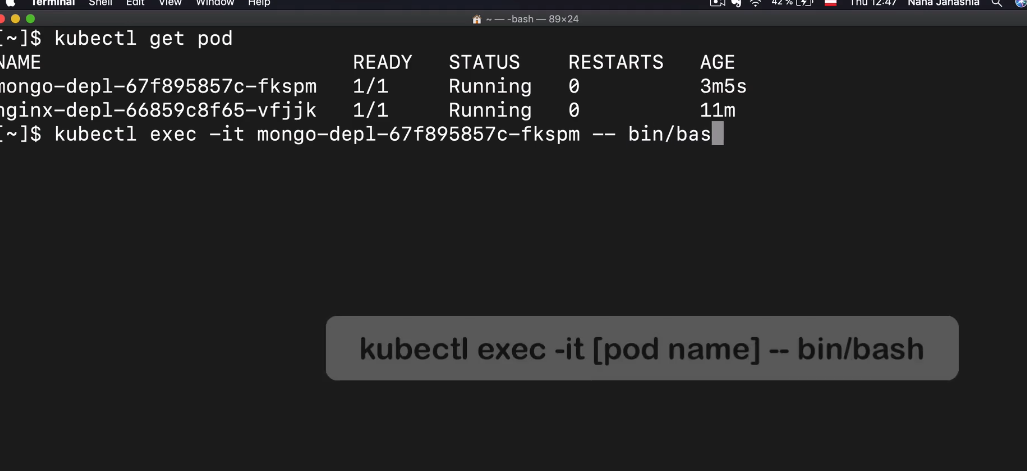 Terminal Shell Edit View Window Help 42 % Thu 12:47 Nana Janashia
~ — -bash — 89×24
[~]$ kubectl get pod
NAME READY STATUS RESTARTS AGE
mongo-depl-67f895857c-fkspm 1/1 Running 0 3m5s
nginx-depl-66859c8f65-vfjjk 1/1 Running 0 11m
[~]$ kubectl exec -it mongo-depl-67f895857c-fkspm -- bin/bas
kubectl exec -it [pod name] -- bin/bash